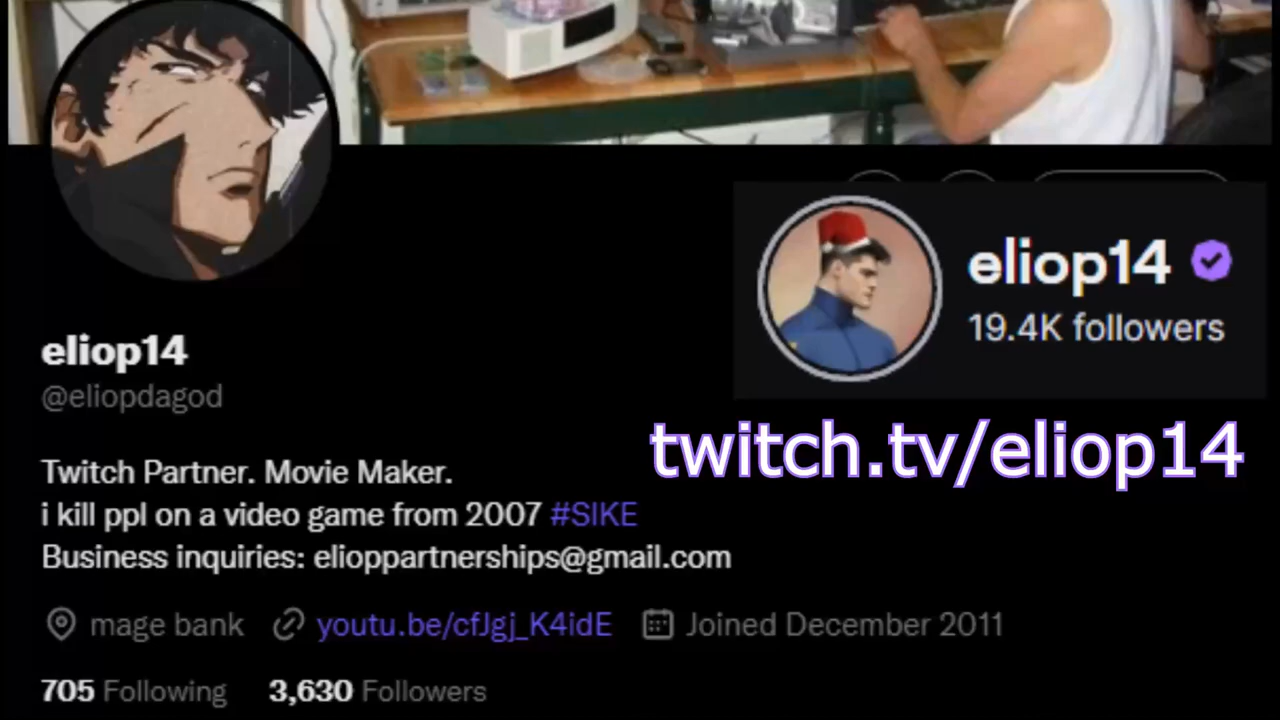 eliop14
19.4K followers
twitch.tv/eliop14
eliop14
@eliopdagod
Twitch Partner. Movie Maker.
i kill ppl on a video game from 2007 #SIKE
Business inquiries: elioppartnerships@gmail.com
mage bank youtu.be/cfJgj_K4idE Joined December 2011
705 Following 3,630 Followers